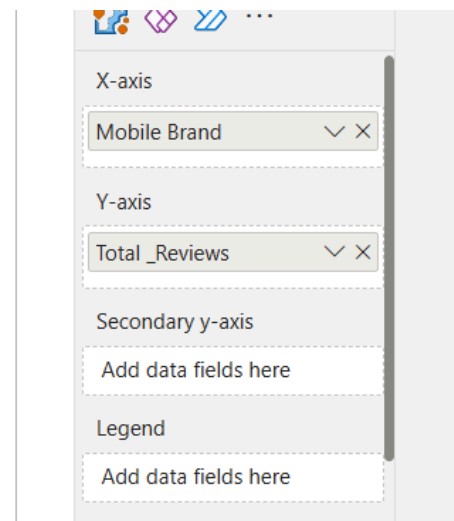 X-axis
Mobile Brand
Y-axis
Total _Reviews
Secondary y-axis
Add data fields here
Legend
Add data fields here